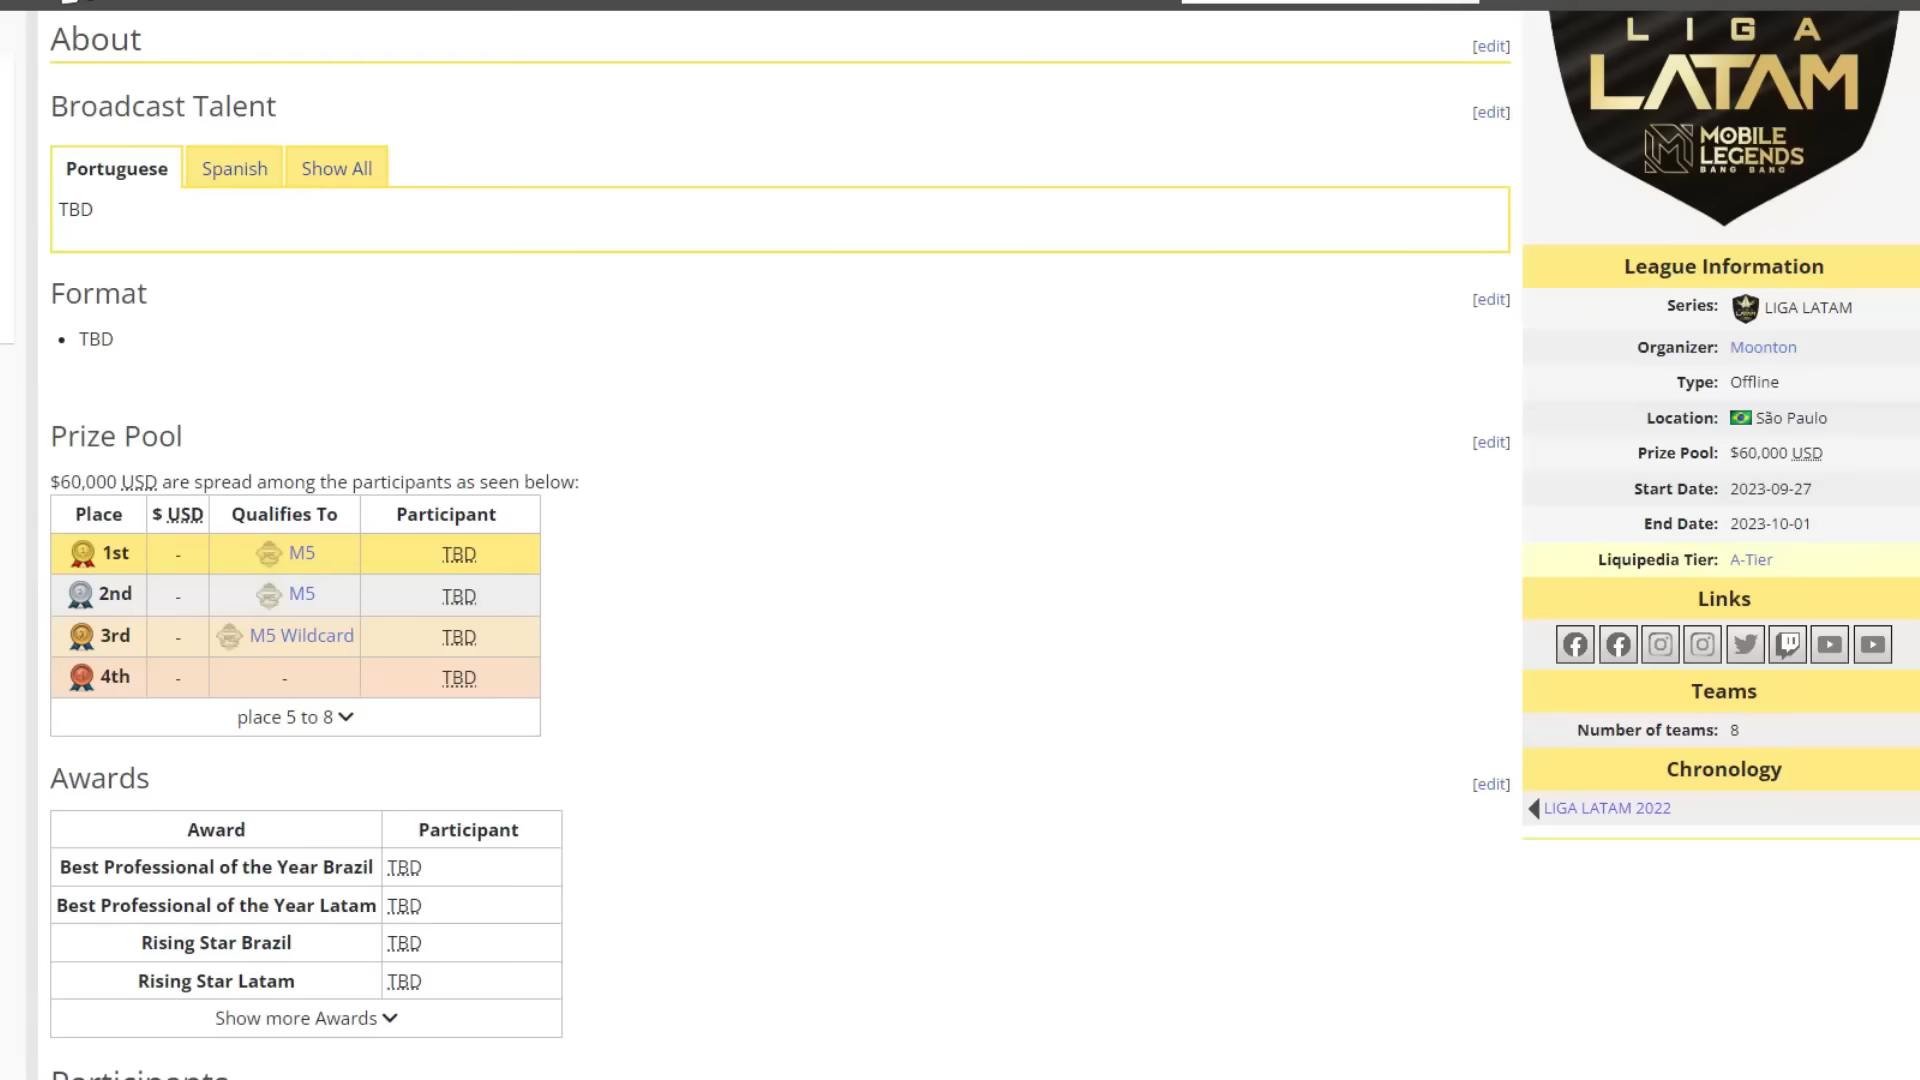 About
[edit]
Broadcast Talent
[edit]
Portuguese
Spanish
Show All
TBD
Format
[edit]
• TBD
Prize Pool
[edit]
$60,000 USD are spread among the participants as seen below:
Place $ USD Qualifies To Participant
1st - M5 TBD
2nd - M5 TBD
3rd - M5 Wildcard TBD
4th - - TBD
place 5 to 8
Awards
[edit]
Award Participant
Best Professional of the Year Brazil TBD
Best Professional of the Year Latam TBD
Rising Star Brazil TBD
Rising Star Latam TBD
Show more Awards
LIGA
LATAM
MOBILE
LEGENDS
BANG BANG
League Information
Series: LIGA LATAM
Organizer: Moonton
Type: Offline
Location: São Paulo
Prize Pool: $60,000 USD
Start Date: 2023-09-27
End Date: 2023-10-01
Liquipedia Tier: A-Tier
Links
Teams
Number of teams: 8
Chronology
LIGA LATAM 2022